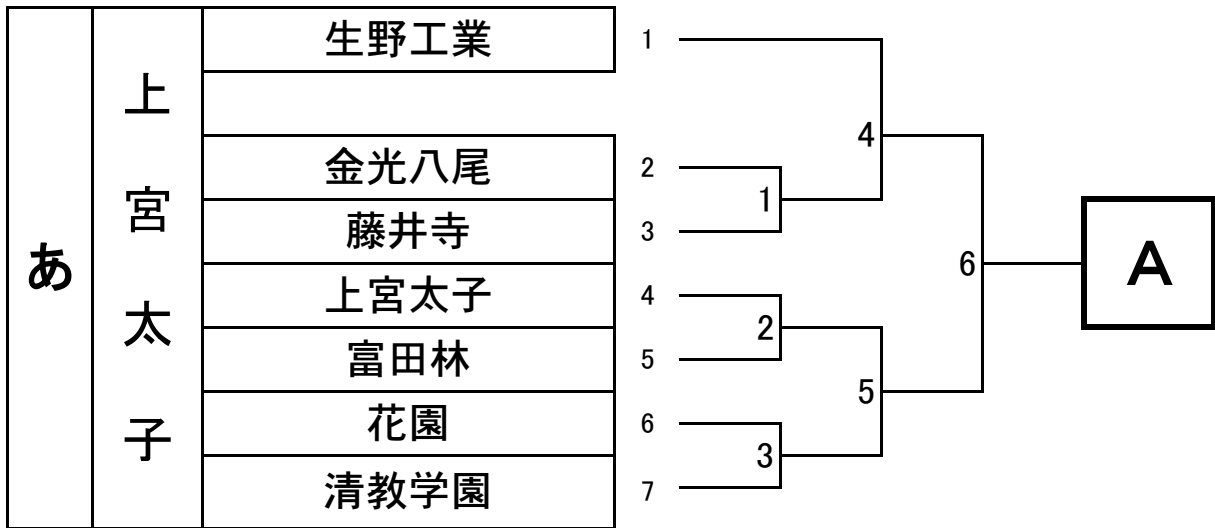 あ
上宮太子
生野工業 1
金光八尾 2
藤井寺 3
上宮太子 4
富田林 5
花園 6
清教学園 7
1
2
3
4
5
6
A